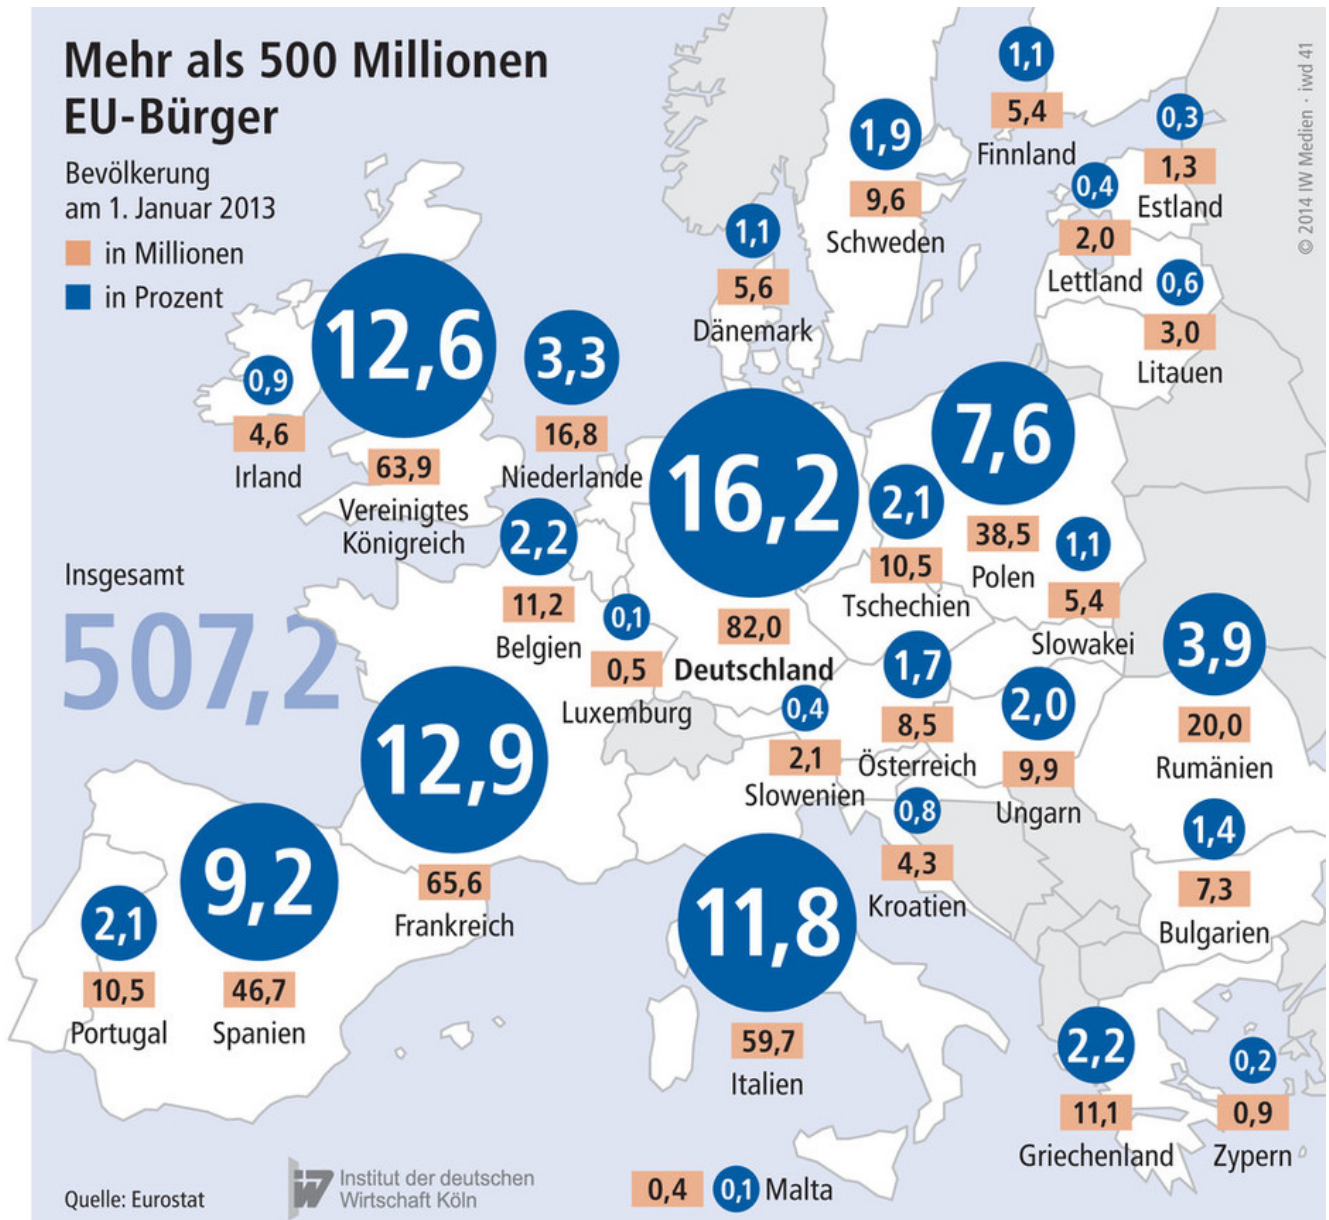 Mehr als 500 Millionen
EU-Bürger
Bevölkerung
am 1. Januar 2013
in Millionen
in Prozent
© 2014 IW Medien · iwd 41
1,1
5,4
Finnland
0,3
1,3
Estland
1,9
9,6
Schweden
0,4
2,0
Lettland
1,1
5,6
Dänemark
0,6
3,0
Litauen
0,9
4,6
Irland
12,6
63,9
Vereinigtes
Königreich
3,3
16,8
Niederlande
16,2
82,0
Deutschland
7,6
38,5
Polen
2,1
10,5
Tschechien
1,1
5,4
Slowakei
2,2
11,2
Belgien
0,1
0,5
Luxemburg
Insgesamt
507,2
3,9
20,0
Rumänien
1,7
8,5
Österreich
2,0
9,9
Ungarn
0,4
2,1
Slowenien
12,9
65,6
Frankreich
0,8
4,3
Kroatien
1,4
7,3
Bulgarien
9,2
46,7
Spanien
2,1
10,5
Portugal
11,8
59,7
Italien
2,2
11,1
Griechenland
0,2
0,9
Zypern
0,4 0,1 Malta
Quelle: Eurostat
iW
Institut der deutschen
Wirtschaft Köln